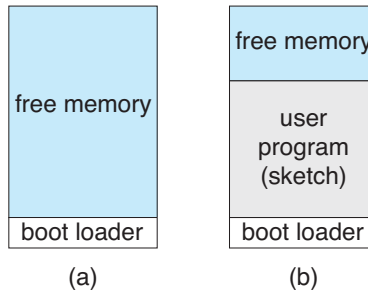 free memory
boot loader
(a)
free memory
user
program
(sketch)
boot loader
(b)